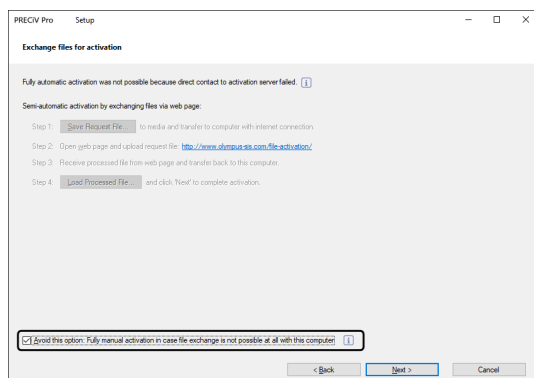 PRECiV Pro Setup
Exchange files for activation
Fully automatic activation was not possible because direct contact to activation server failed. i
Semi-automatic activation by exchanging files via web page:
Step 1: Save Request File... to media and transfer to computer with internet connection.
Step 2: Open web page and upload request file: http://www.olympus-sis.com/file-activation/
Step 3: Receive processed file from web page and transfer back to this computer.
Step 4: Load Processed File... and click 'Next' to complete activation.
Avoid this option: Fully manual activation in case file exchange is not possible at all with this computer i
< Back Next > Cancel